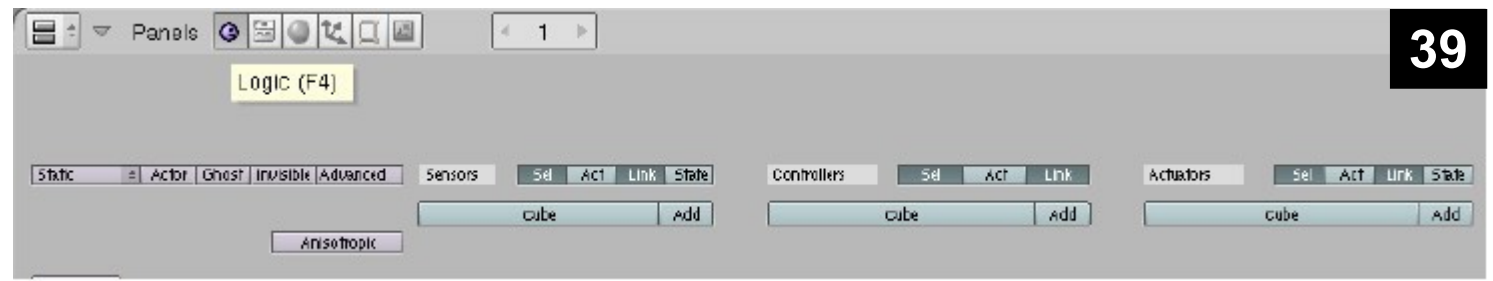 Panels 1
39
Logic (F4)
Static Actor Ghost Invisible Advanced Sensors Sel Act Link State Controllers Sel Act Link Actuators Sel Act Link State
Cube Add Cube Add Cube Add
Anisotropic